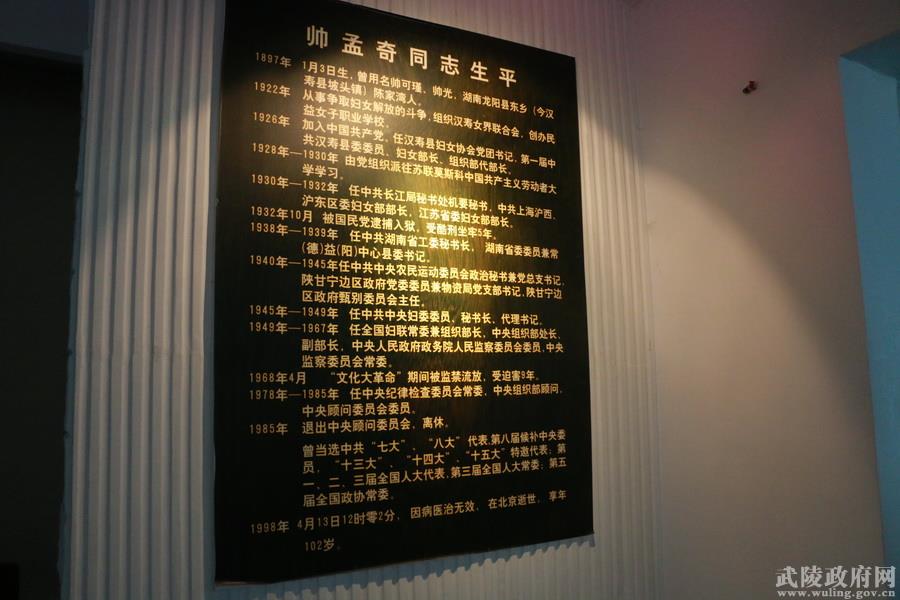 帅孟奇同志生平
1897年 1月3日生，曾用名帅可瑾、帅光，湖南龙阳县东乡（今汉
寿县坡头镇）陈家湾人。
1922年 从事争取妇女解放的斗争，组织汉寿女界联合会，创办民
益女子职业学校。
1926年 加入中国共产党。任汉寿县妇女协会党团书记，第一届中
共汉寿县委委员、妇女部长、组织部代部长。
1928年—1930年 由党组织派往苏联莫斯科中国共产主义劳动者大
学学习。
1930年—1932年 任中共长江局秘书处机要秘书，中共上海沪西、
沪东区委妇女部部长，江苏省委妇女部部长。
1932年10月 被国民党逮捕入狱，受酷刑坐牢5年。
1938年—1939年 任中共湖南省工委秘书长， 湖南省委委员兼常
(德)益(阳)中心县委书记。
1940年—1945年任中共中央农民运动委员会政治秘书兼党总支书记，
陕甘宁边区政府党委委员兼物资局党支部书记，陕甘宁边
区政府甄别委员会主任。
1945年—1949年 任中共中央妇委委员、秘书长、代理书记。
1949年—1967年 任全国妇联常委兼组织部长，中央组织部处长、
副部长，中央人民政府政务院人民监察委员会委员，中央
监察委员会常委。
1968年4月 “文化大革命”期间被监禁流放，受迫害9年。
1978年—1985年 任中央纪律检查委员会常委，中央组织部顾问，
中央顾问委员会委员。
1985年 退出中央顾问委员会，离休。
曾当选中共“七大”、“八大”代表，第八届候补中央委
员，“十三大”、“十四大”、“十五大”特邀代表；第
一、二、三届全国人大代表，第三届全国人大常委；第五
届全国政协常委。
1998年 4月13日12时零2分， 因病医治无效， 在北京逝世， 享年
102岁。
武陵政府网
www.wuling.gov.cn